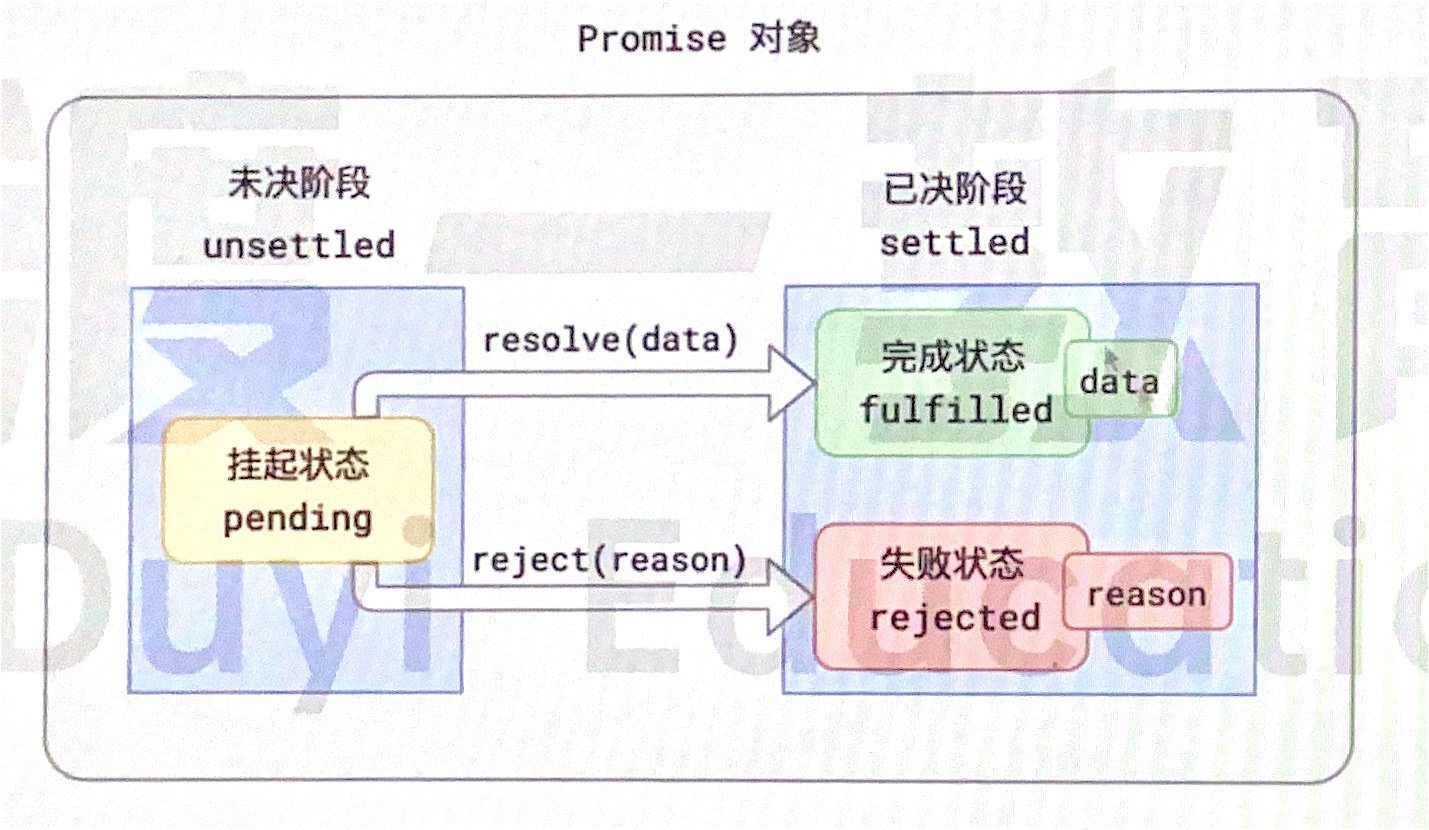 Promise 对象
未决阶段
unsettled
已决阶段
settled
resolve(data)
完成状态
fulfilled
data
挂起状态
pending
reject(reason)
失败状态
rejected
reason
Duyi Educatio